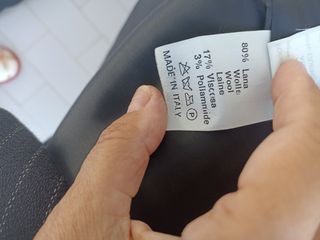 80% Lana
Wolle
Wool
Laine
17% Viscosa
3% Poliammide
MADE IN ITALY